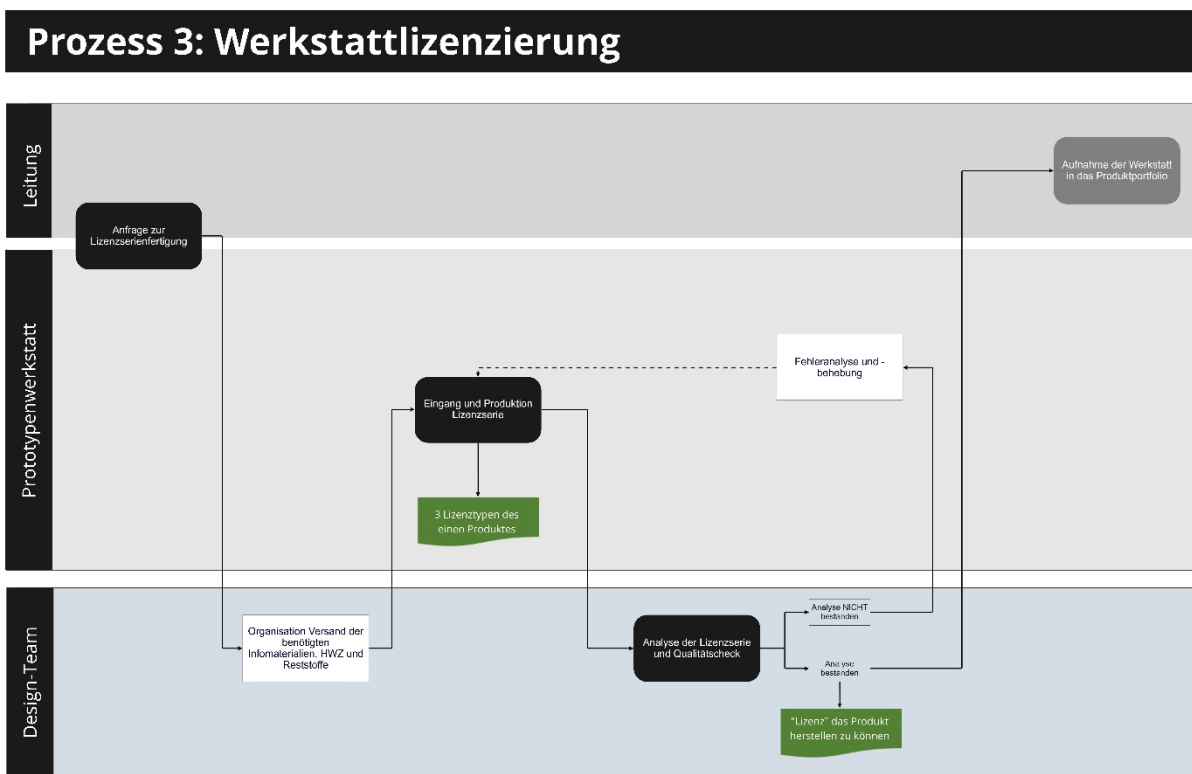 Prozess 3: Werkstattlizenzierung
Leitung
Aufnahme der Werkstatt
in das Produktportfolio
Anfrage zur
Lizenzserienfertigung
Prototypenwerkstatt
Fehleranalyse und -
behebung
Eingang und Produktion
Lizenzserie
3 Lizenztypen des
einen Produktes
Design-Team
Organisation Versand der
benötigten
Infomaterialien. HWZ und
Reststoffe
Analyse der Lizenzserie
und Qualitätscheck
Analyse NICHT
bestanden
Analyse
bestanden
"Lizenz" das Produkt
herstellen zu können